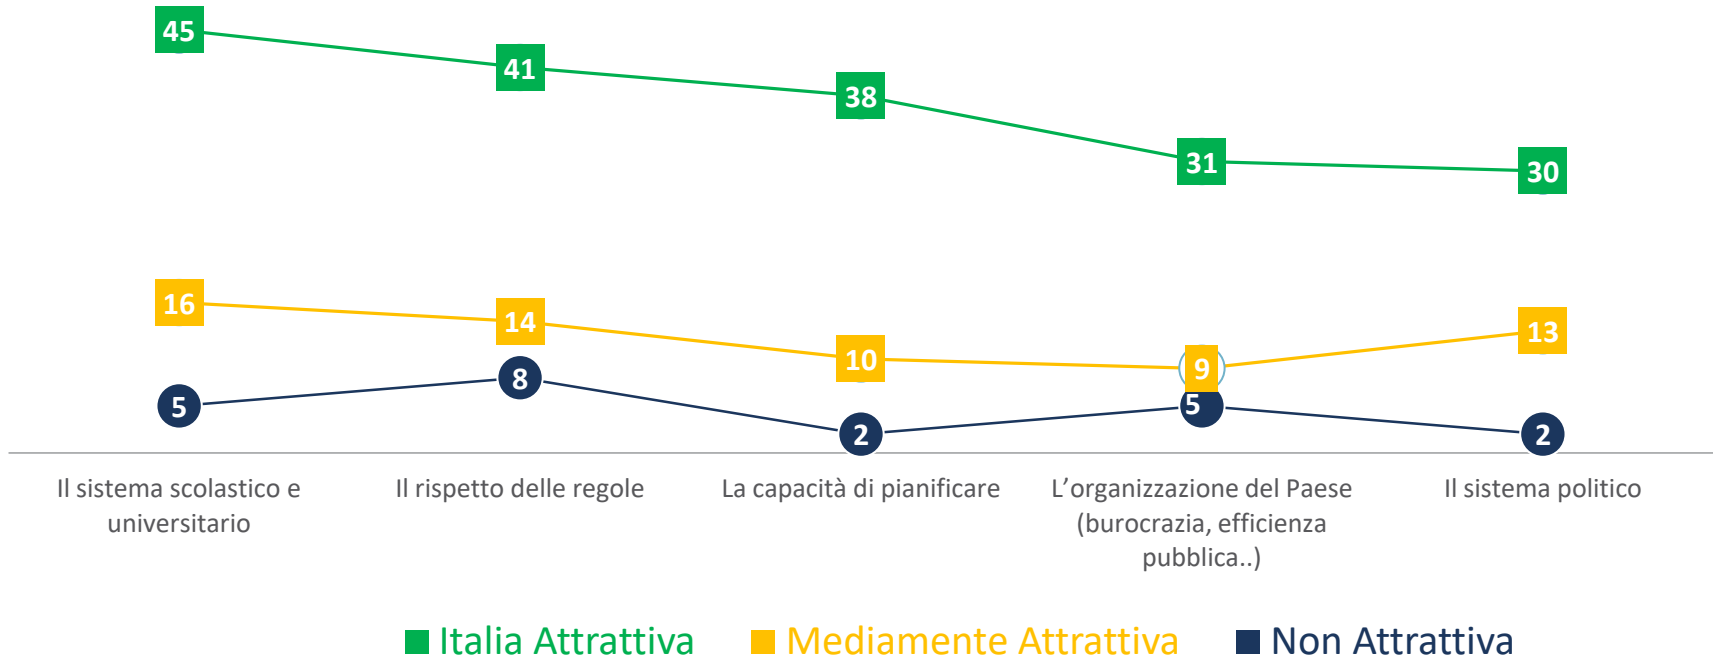 45
41
38
31
30
16
14
10
9
13
5
8
2
5
2
Il sistema scolastico e
universitario
Il rispetto delle regole
La capacità di pianificare
L’organizzazione del Paese
(burocrazia, efficienza
pubblica..)
Il sistema politico
Italia Attrattiva
Mediamente Attrattiva
Non Attrattiva